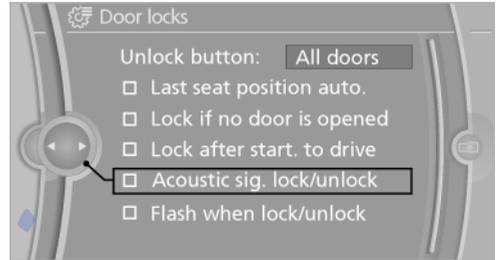 Door locks
Unlock button: All doors
Last seat position auto.
Lock if no door is opened
Lock after start. to drive
Acoustic sig. lock/unlock
Flash when lock/unlock